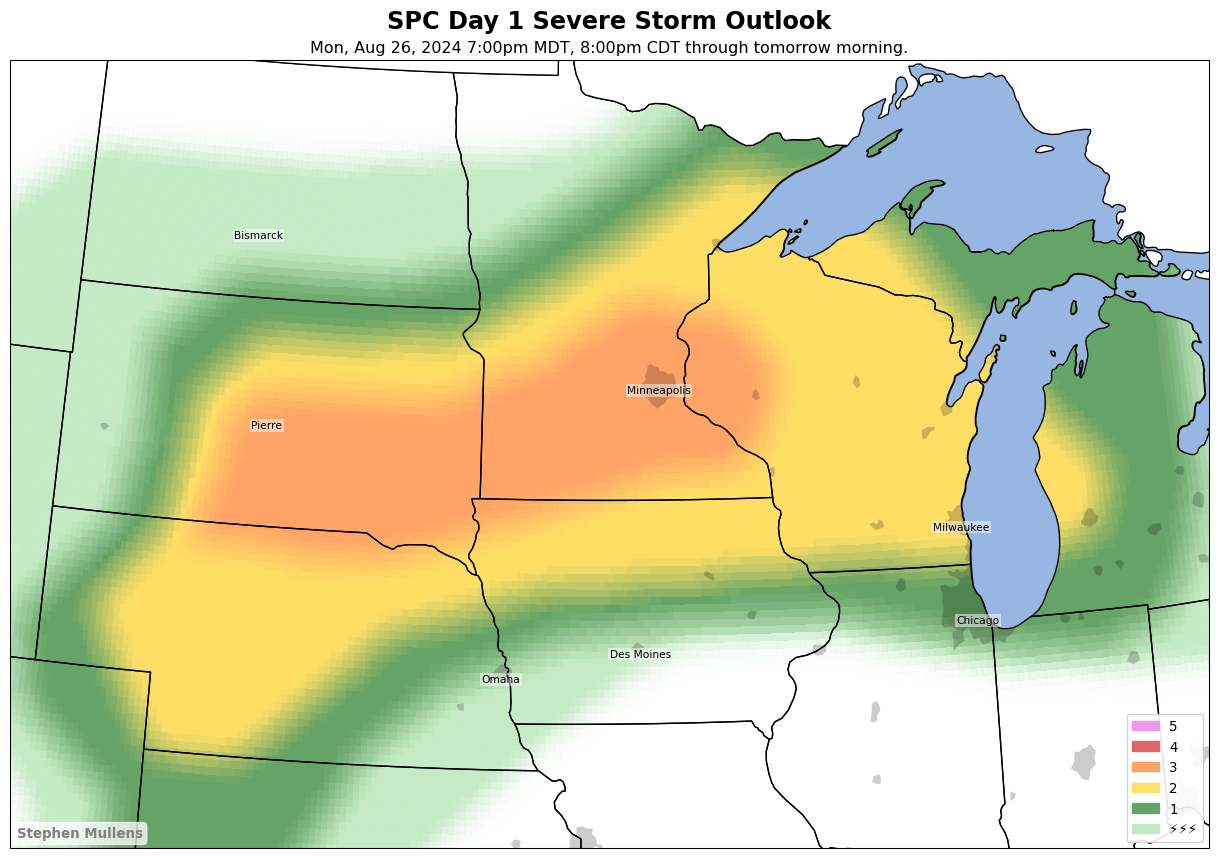 SPC Day 1 Severe Storm Outlook
Mon, Aug 26, 2024 7:00pm MDT, 8:00pm CDT through tomorrow morning.
Bismarck
Minneapolis
Pierre
Milwaukee
Chicago
Des Moines
Omaha
5
4
3
2
1
⚡⚡⚡
Stephen Mullens